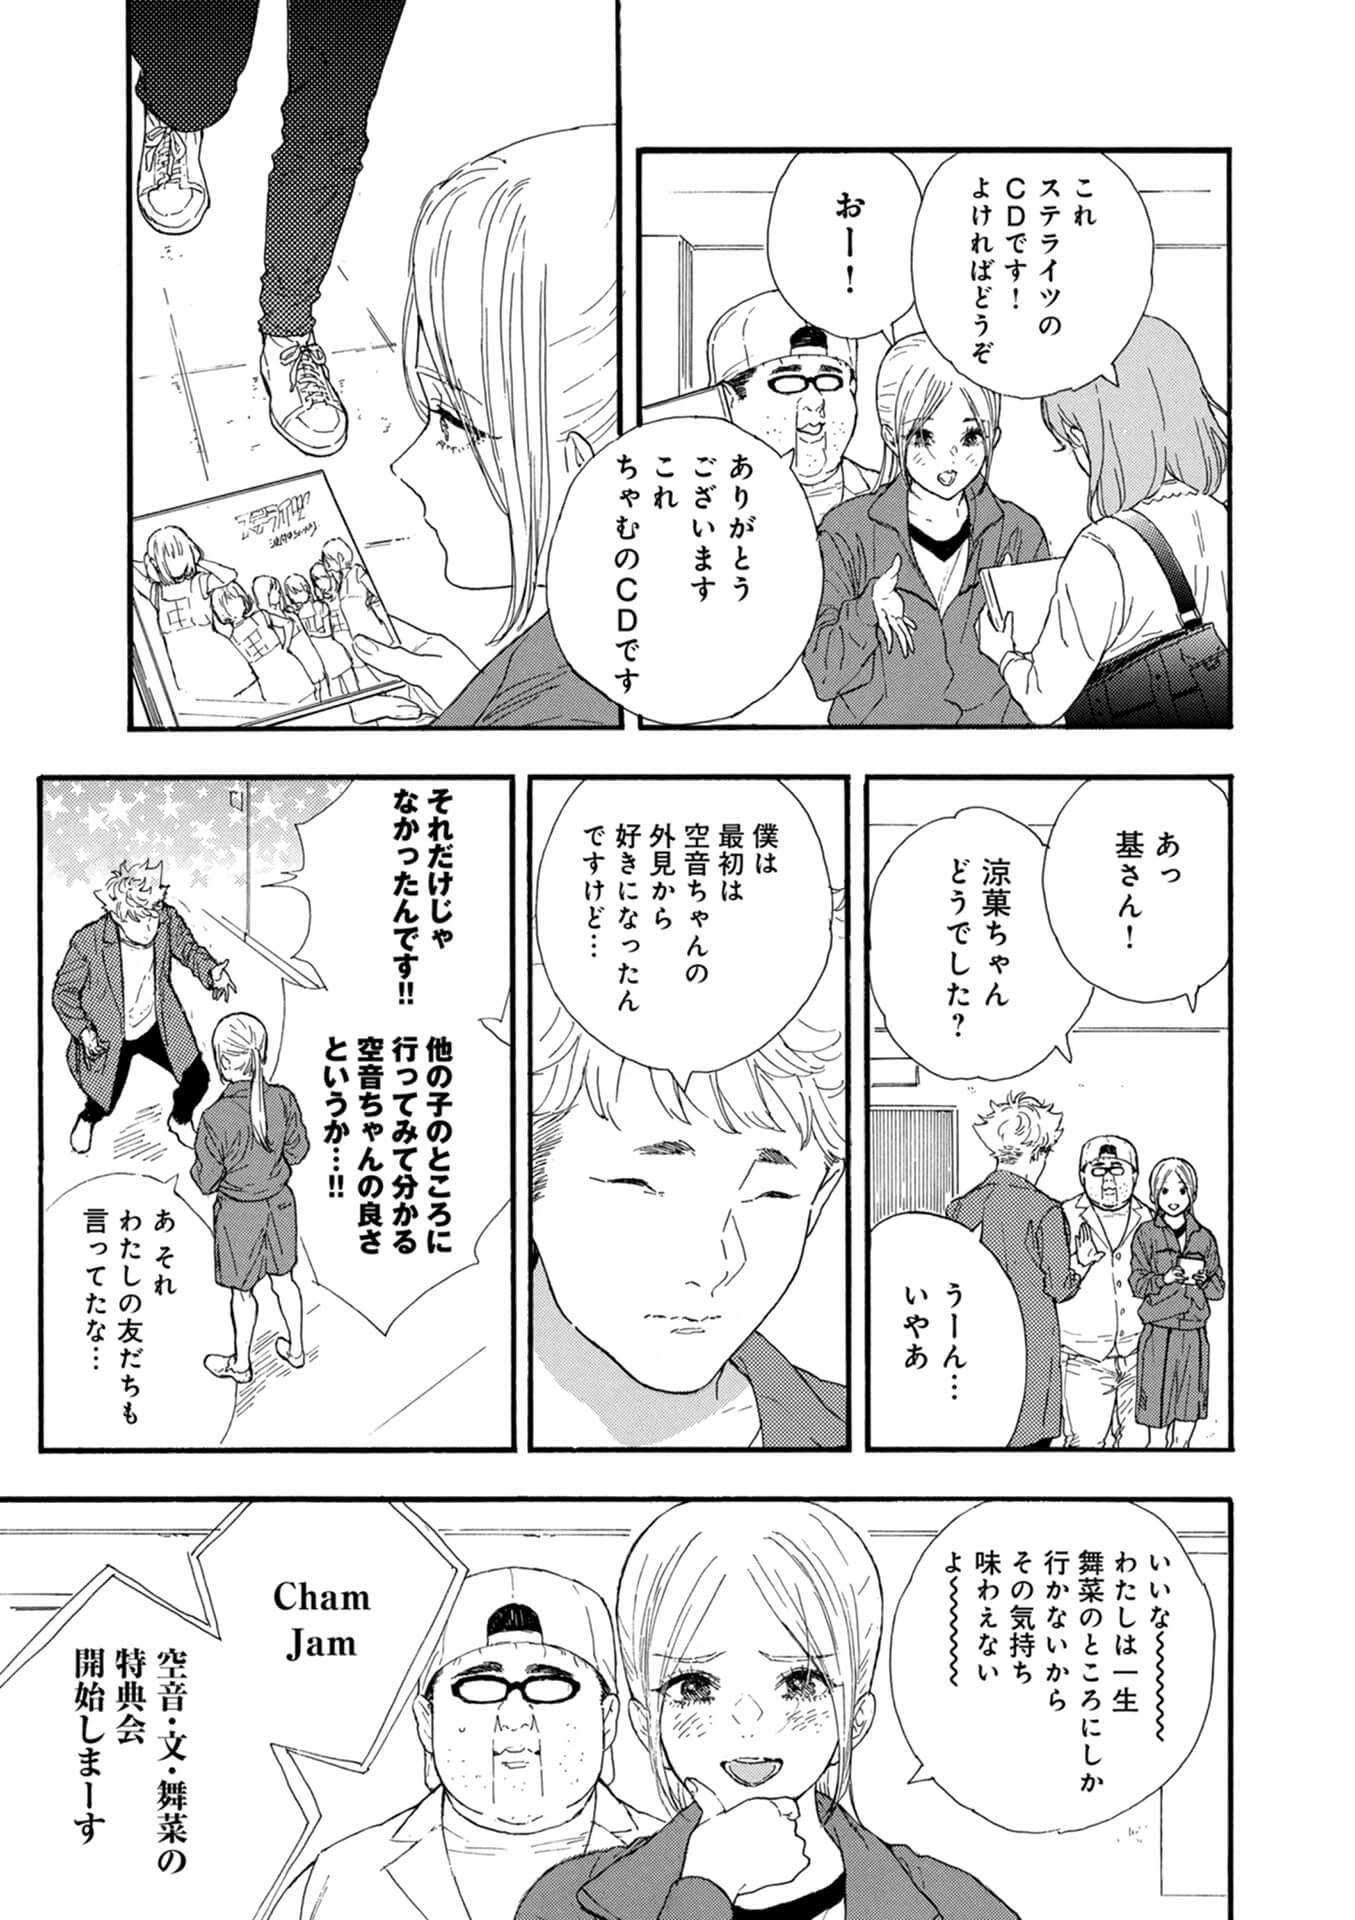 これ
ステライツの
CDです！
よければどうぞ
おー！
ありがとう
ございます
これ
ちゃむのCDです
ステライツ
あっ
基さん！
涼菓ちゃん
どうでした？
うーん…
いやあ
僕は
最初は
空音ちゃんの
外見から
好きになったん
ですけど…
それだけじゃ
なかったんです!!
他の子のところに
行ってみて分かる
空音ちゃんの良さ
というか…!!
あ それ
わたしの友だちも
言ってたな…
いいな〜〜〜〜
わたしは一生
舞菜のところにしか
行かないから
その気持ち
味わえない
よ〜〜〜〜
Cham
Jam
空音・文・舞菜の
特典会
開始しまーす